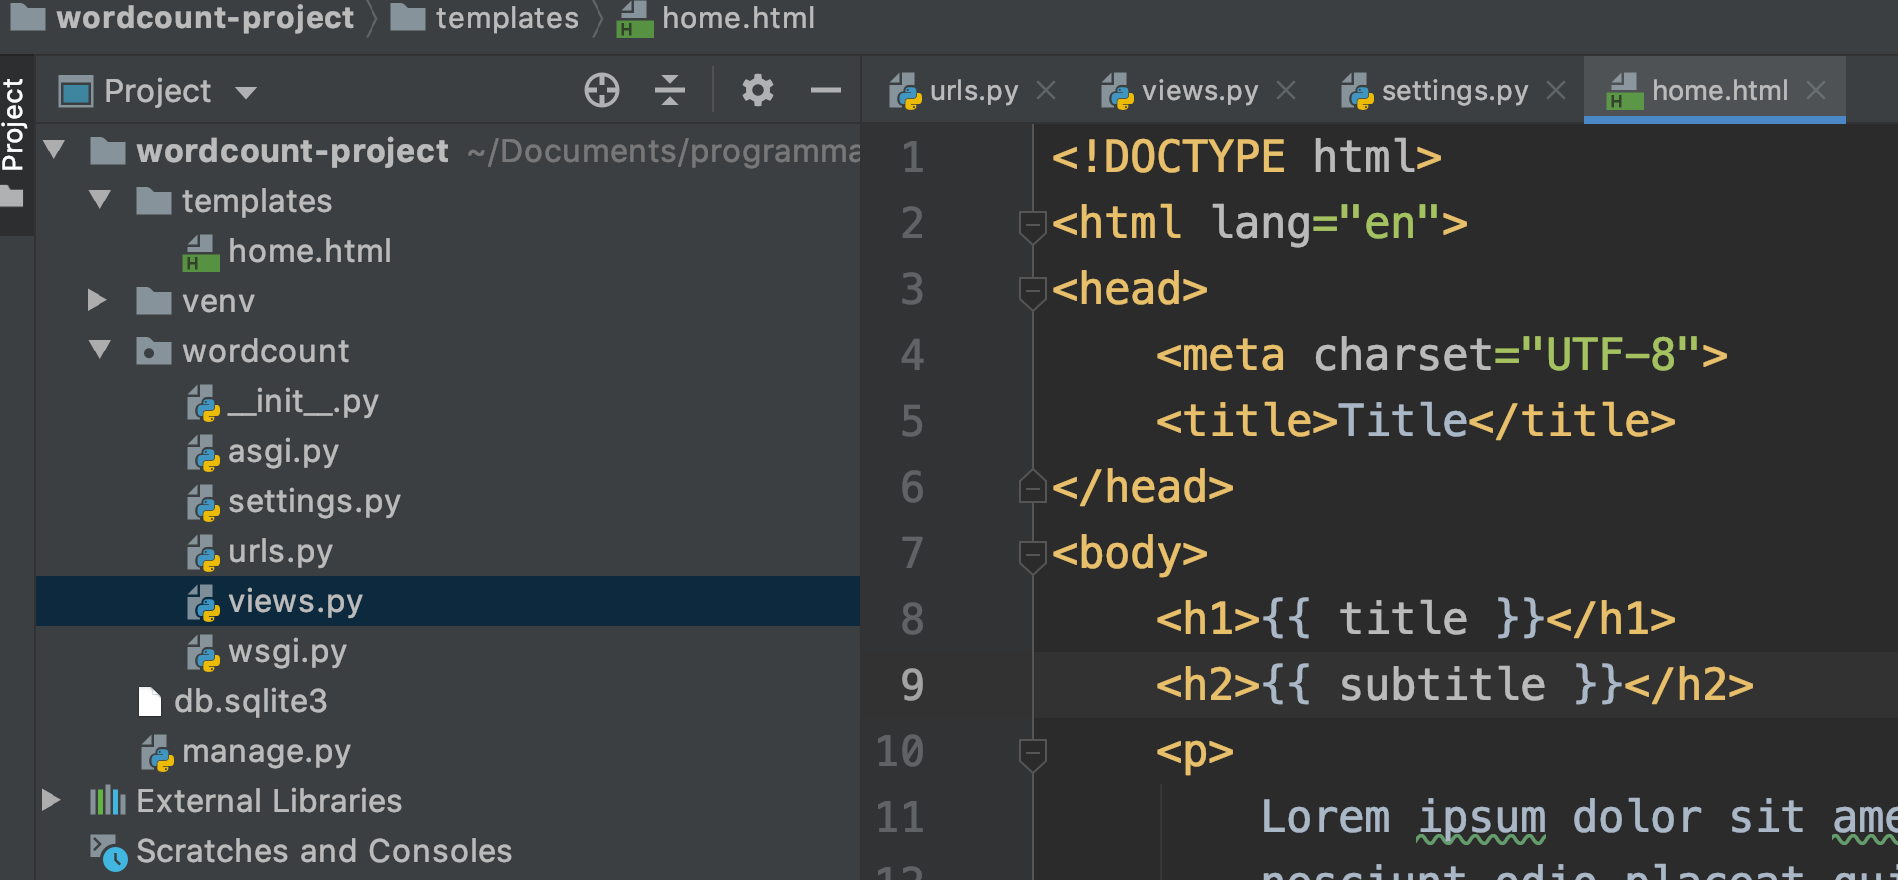 wordcount-project templates home.html
Project
Project
wordcount-project ~/Documents/programma
templates
home.html
venv
wordcount
__init__.py
asgi.py
settings.py
urls.py
views.py
wsgi.py
db.sqlite3
manage.py
External Libraries
Scratches and Consoles
urls.py views.py settings.py home.html
1 <!DOCTYPE html>
2 <html lang="en">
3 <head>
4 <meta charset="UTF-8">
5 <title>Title</title>
6 </head>
7 <body>
8 <h1>{{ title }}</h1>
9 <h2>{{ subtitle }}</h2>
10 <p>
11 Lorem ipsum dolor sit ame
12 nesciunt odio placeat qui